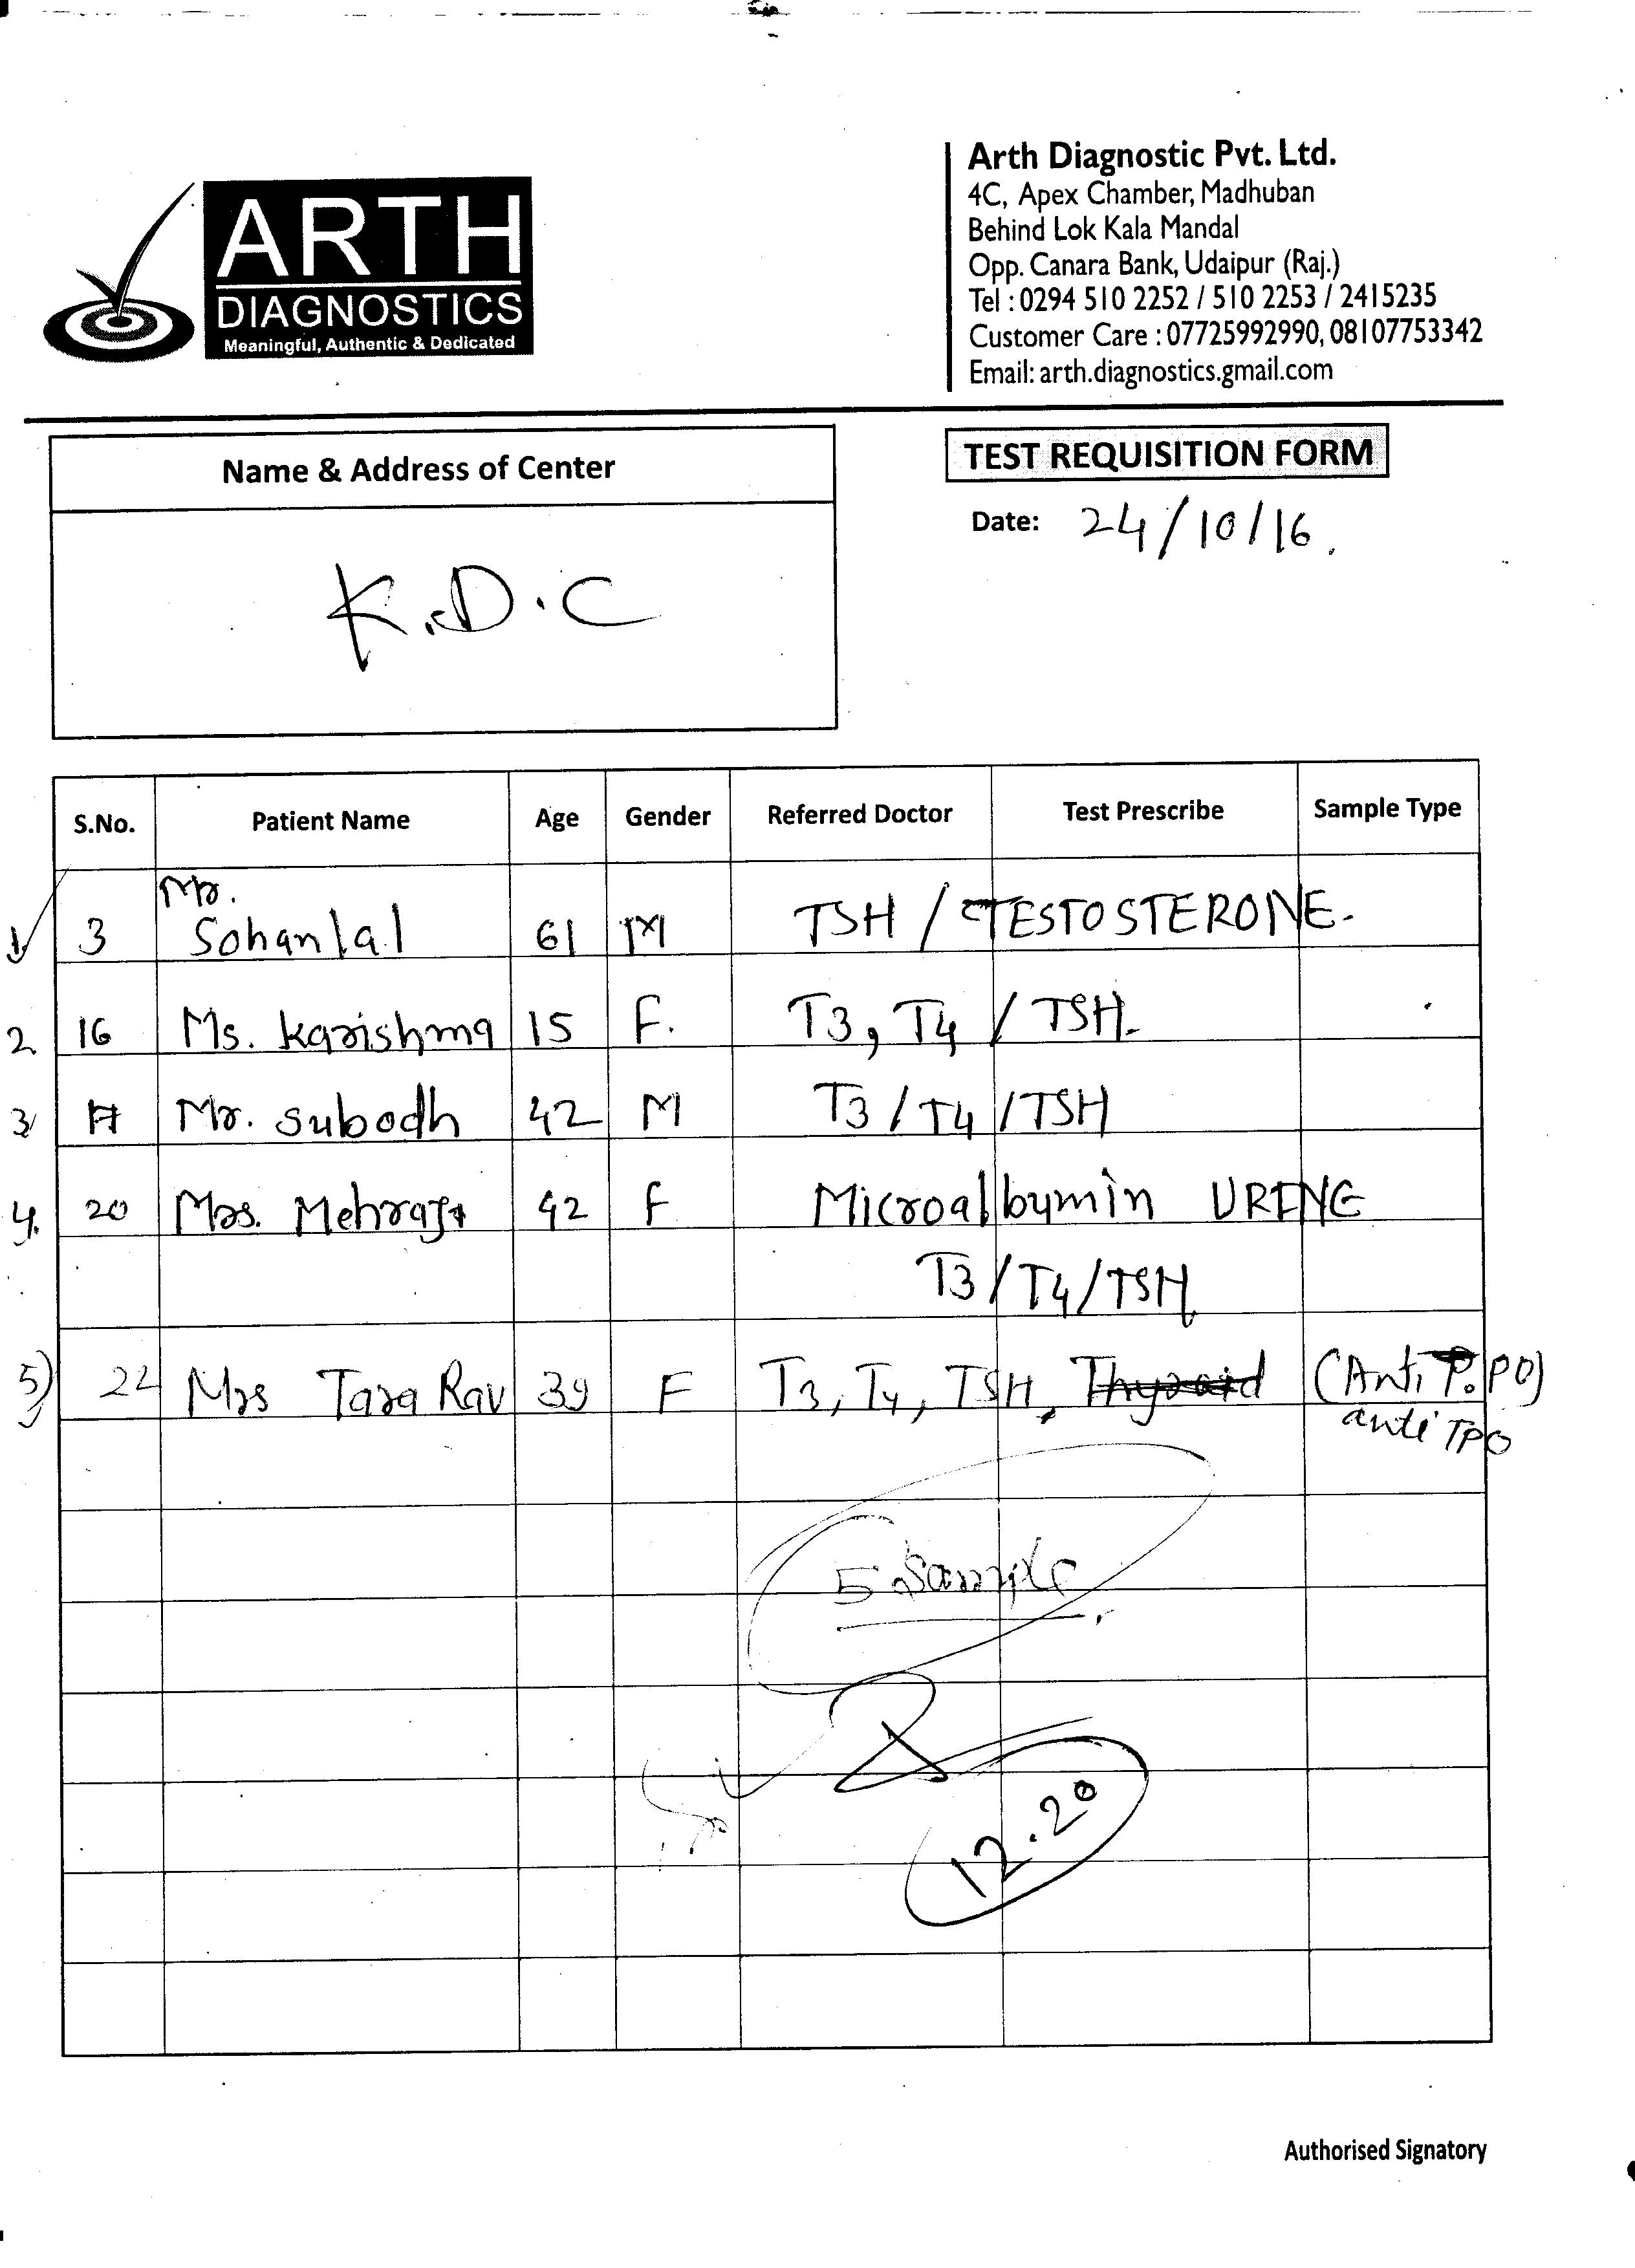 ARTH
DIAGNOSTICS
Meaningful, Authentic & Dedicated
Arth Diagnostic Pvt. Ltd.
4C, Apex Chamber, Madhuban
Behind Lok Kala Mandal
Opp. Canara Bank, Udaipur (Raj.)
Tel : 0294 510 2252 / 510 2253 / 2415235
Customer Care : 07725992990, 08107753342
Email: arth.diagnostics.gmail.com
Name & Address of Center
K.D.C
TEST REQUISITION FORM
Date: 24/10/16.
S.No. Patient Name Age Gender Referred Doctor Test Prescribe Sample Type
1 3 Mr. Sohanlal 61 M TSH / TESTOSTERONE.
2. 16 Ms. karishma 15 F. T3, T4 / TSH.
3 17 Mr. subodh 42 M T3 / T4 / TSH
4. 20 Mrs. 42 F Microalbumin URINE
T3/T4/TSH
5) 22 Mrs Tara Rav 39 F T3, T4, TSH, Thyroid (Anti T.PO)
anti TPO
5 Sample
12.20
Authorised Signatory